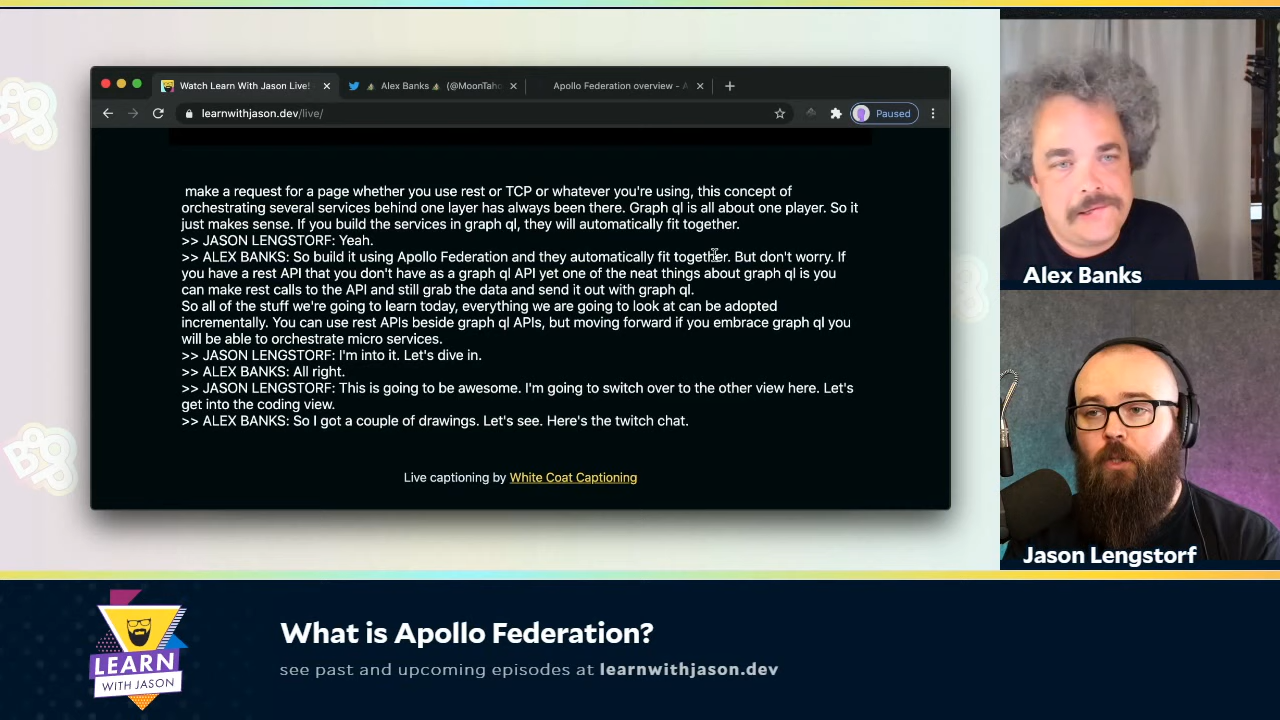 Watch Learn With Jason Live!
Alex Banks (@MoonTaho
Apollo Federation overview - A
learnwithjason.dev/live/
Paused
make a request for a page whether you use rest or TCP or whatever you're using, this concept of
orchestrating several services behind one layer has always been there. Graph ql is all about one player. So it
just makes sense. If you build the services in graph ql, they will automatically fit together.
>> JASON LENGSTORF: Yeah.
>> ALEX BANKS: So build it using Apollo Federation and they automatically fit together. But don't worry. If
you have a rest API that you don't have as a graph ql API yet one of the neat things about graph ql is you
can make rest calls to the API and still grab the data and send it out with graph ql.
So all of the stuff we're going to learn today, everything we are going to look at can be adopted
incrementally. You can use rest APIs beside graph ql APIs, but moving forward if you embrace graph ql you
will be able to orchestrate micro services.
>> JASON LENGSTORF: I'm into it. Let's dive in.
>> ALEX BANKS: All right.
>> JASON LENGSTORF: This is going to be awesome. I'm going to switch over to the other view here. Let's
get into the coding view.
>> ALEX BANKS: So I got a couple of drawings. Let's see. Here's the twitch chat.
Live captioning by White Coat Captioning
Alex Banks
Jason Lengstorf
LEARN
WITH JASON
What is Apollo Federation?
see past and upcoming episodes at learnwithjason.dev